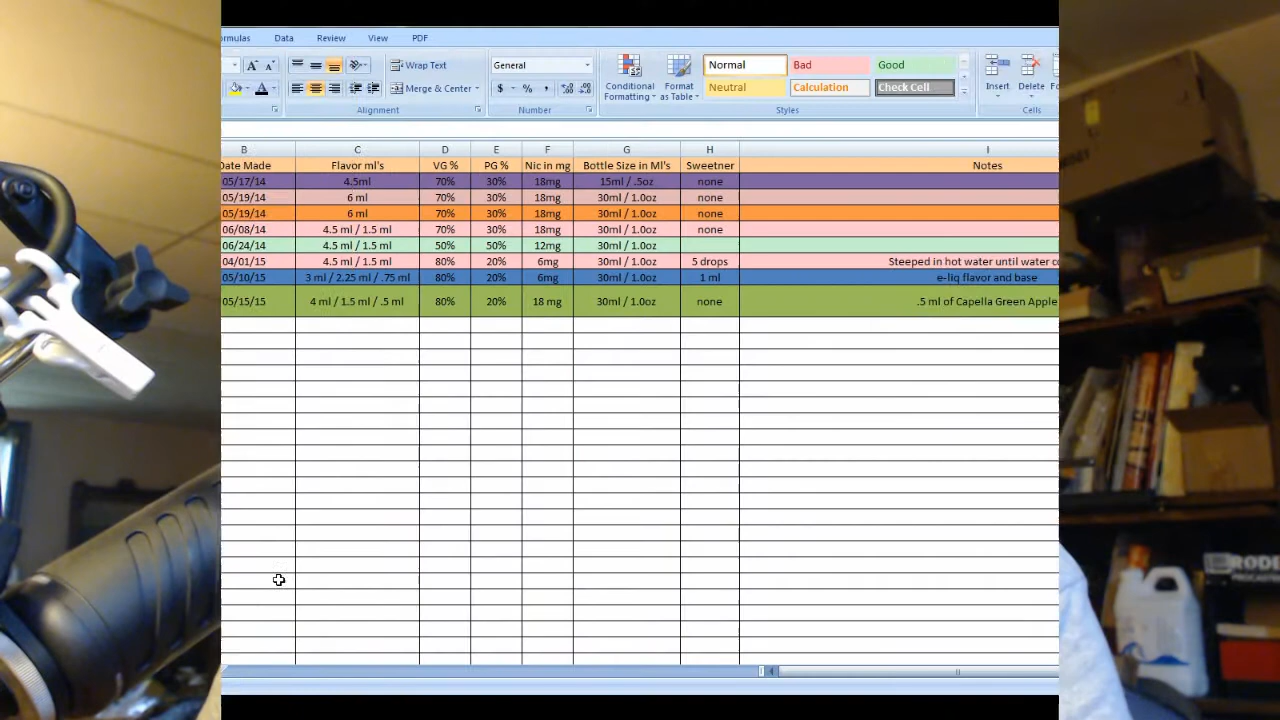 rmulas Data Review View PDF
A A Wrap Text General Normal Bad Good
A Merge & Center $ % , .0 .00 Conditional Formatting Format as Table Neutral Calculation Check Cell Insert Delete
Alignment Number Styles Cells
B C D E F G H I
Date Made Flavor ml's VG % PG % Nic in mg Bottle Size in Ml's Sweetner Notes
05/17/14 4.5ml 70% 30% 18mg 15ml / .5oz none
05/19/14 6 ml 70% 30% 18mg 30ml / 1.0oz none
05/19/14 6 ml 70% 30% 18mg 30ml / 1.0oz none
06/08/14 4.5 ml / 1.5 ml 70% 30% 18mg 30ml / 1.0oz none
06/24/14 4.5 ml / 1.5 ml 50% 50% 12mg 30ml / 1.0oz
04/01/15 4.5 ml / 1.5 ml 80% 20% 6mg 30ml / 1.0oz 5 drops Steeped in hot water until water co
05/10/15 3 ml / 2.25 ml / .75 ml 80% 20% 6mg 30ml / 1.0oz 1 ml e-liq flavor and base
05/15/15 4 ml / 1.5 ml / .5 ml 80% 20% 18 mg 30ml / 1.0oz none .5 ml of Capella Green Apple
RODE